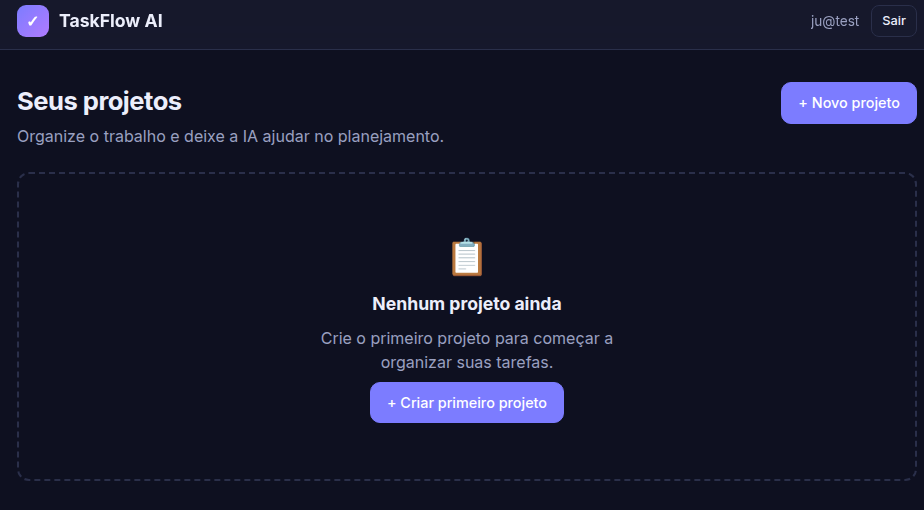 ✓ TaskFlow AI
ju@test
Sair
Seus projetos
+ Novo projeto
Organize o trabalho e deixe a IA ajudar no planejamento.
Nenhum projeto ainda
Crie o primeiro projeto para começar a
organizar suas tarefas.
+ Criar primeiro projeto